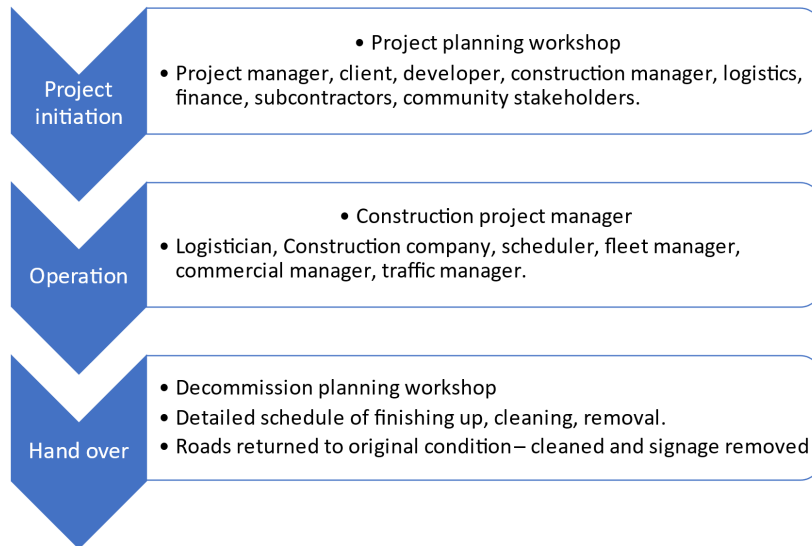 Project
initiation
• Project planning workshop
• Project manager, client, developer, construction manager, logistics,
finance, subcontractors, community stakeholders.
Operation
• Construction project manager
• Logistician, Construction company, scheduler, fleet manager,
commercial manager, traffic manager.
Hand over
• Decommission planning workshop
• Detailed schedule of finishing up, cleaning, removal.
• Roads returned to original condition – cleaned and signage removed